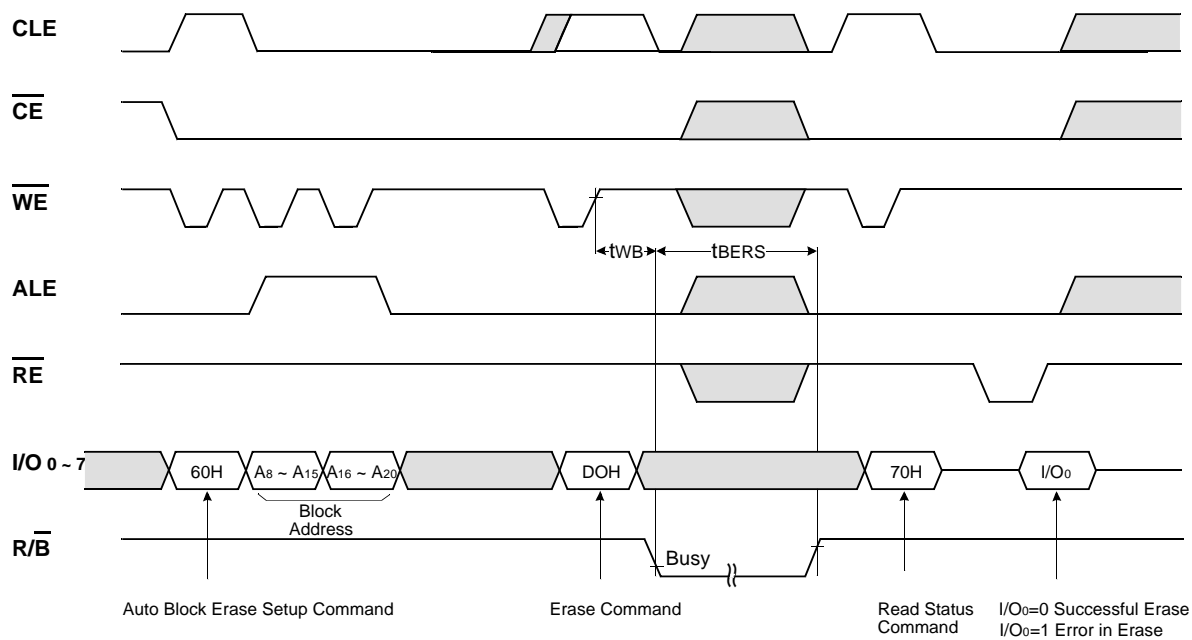 CLE
CE
WE
tWB
tBERS
ALE
RE
I/O 0 ~ 7
60H
A8 ~ A15
A16 ~ A20
DOH
70H
I/O0
Block
Address
R/B
Busy
Auto Block Erase Setup Command
Erase Command
Read Status
Command
I/O0=0 Successful Erase
I/O0=1 Error in Erase